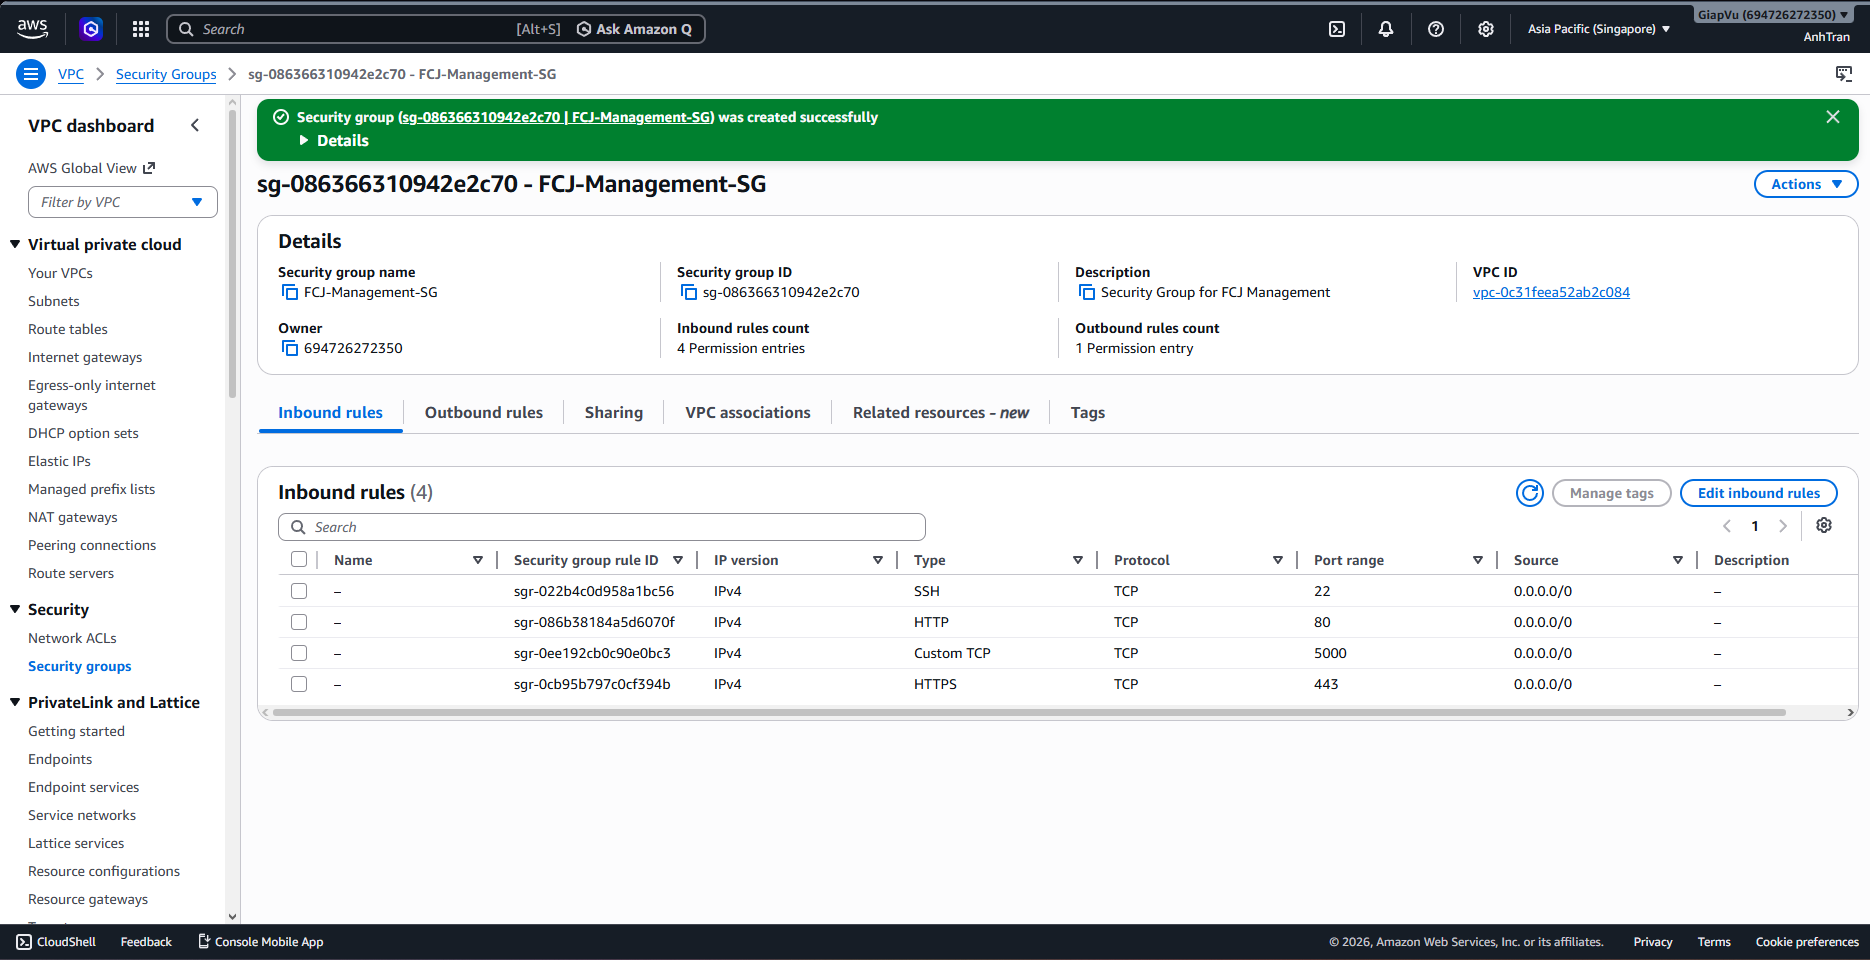 aws
Search [Alt+S] Ask Amazon Q
Asia Pacific (Singapore)
GiapVu (694726272350)
AnhTran
VPC
Security Groups
sg-086366310942e2c70 - FCJ-Management-SG
VPC dashboard
AWS Global View
Filter by VPC
Virtual private cloud
Your VPCs
Subnets
Route tables
Internet gateways
Egress-only internet
gateways
DHCP option sets
Elastic IPs
Managed prefix lists
NAT gateways
Peering connections
Route servers
Security
Network ACLs
Security groups
PrivateLink and Lattice
Getting started
Endpoints
Endpoint services
Service networks
Lattice services
Resource configurations
Resource gateways
Security group (sg-086366310942e2c70 | FCJ-Management-SG) was created successfully
Details
sg-086366310942e2c70 - FCJ-Management-SG
Actions
Details
Security group name
FCJ-Management-SG
Security group ID
sg-086366310942e2c70
Description
Security Group for FCJ Management
VPC ID
vpc-0c31feea52ab2c084
Owner
694726272350
Inbound rules count
4 Permission entries
Outbound rules count
1 Permission entry
Inbound rules Outbound rules Sharing VPC associations Related resources - new Tags
Inbound rules (4)
Manage tags
Edit inbound rules
Search
1
Name Security group rule ID IP version Type Protocol Port range Source Description
– sgr-022b4c0d958a1bc56 IPv4 SSH TCP 22 0.0.0.0/0 –
– sgr-086b38184a5d6070f IPv4 HTTP TCP 80 0.0.0.0/0 –
– sgr-0ee192cb0c90e0bc3 IPv4 Custom TCP TCP 5000 0.0.0.0/0 –
– sgr-0cb95b797c0cf394b IPv4 HTTPS TCP 443 0.0.0.0/0 –
CloudShell Feedback Console Mobile App
© 2026, Amazon Web Services, Inc. or its affiliates. Privacy Terms Cookie preferences